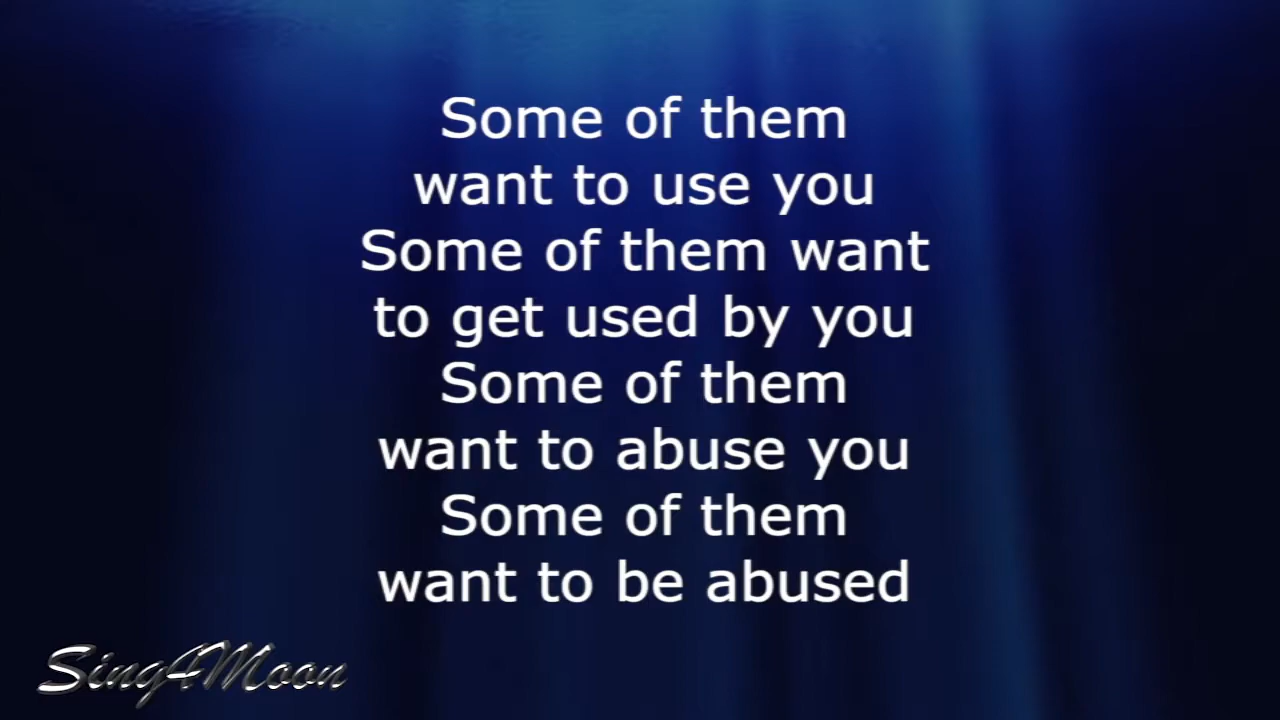 Some of them
want to use you
Some of them want
to get used by you
Some of them
want to abuse you
Some of them
want to be abused
Sing4Moon